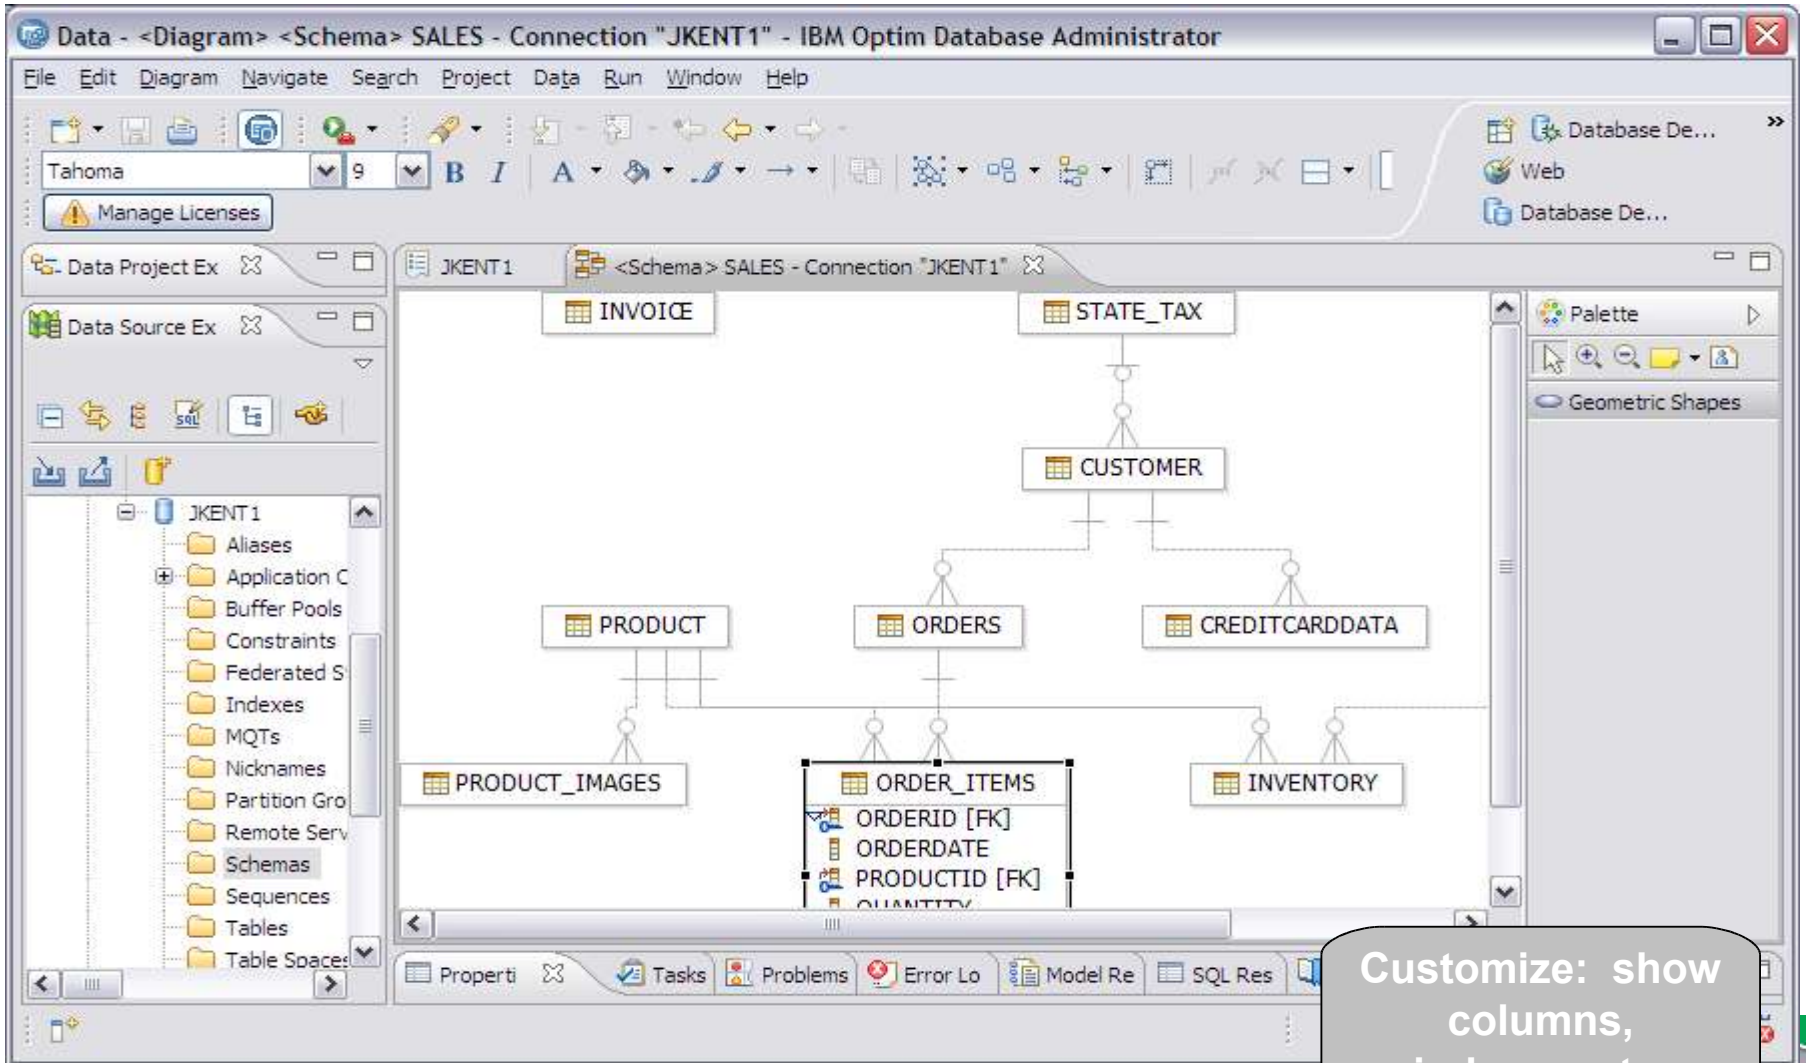 Data - <Diagram> <Schema> SALES - Connection "JKENT1" - IBM Optim Database Administrator
File Edit Diagram Navigate Search Project Data Run Window Help
Database De...
Tahoma 9 B I A
Web
Manage Licenses
Database De...
Data Project Ex
JKENT1
<Schema> SALES - Connection "JKENT1"
Data Source Ex
SQL
JKENT1
Aliases
Application C
Buffer Pools
Constraints
Federated S
Indexes
MQTs
Nicknames
Partition Gro
Remote Serv
Schemas
Sequences
Tables
Table Spaces
INVOICE
STATE_TAX
CUSTOMER
PRODUCT
ORDERS
CREDITCARDDATA
PRODUCT_IMAGES
ORDER_ITEMS
INVENTORY
ORDERID [FK]
ORDERDATE
PRODUCTID [FK]
QUANTITY
Palette
Geometric Shapes
Properti
Tasks
Problems
Error Lo
Model Re
SQL Res
Customize: show
columns,